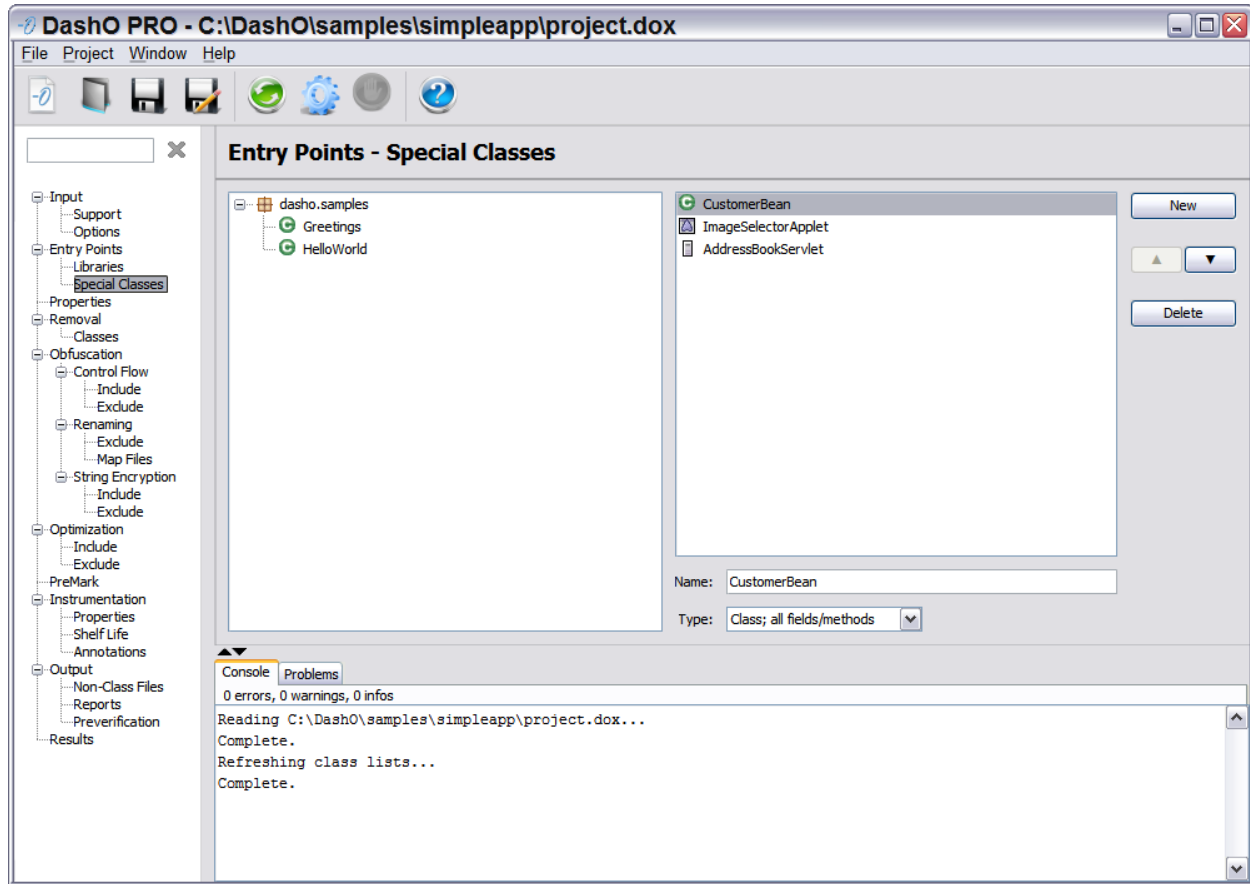 DashO PRO - C:\DashO\samples\simpleapp\project.dox
File Project Window Help
Entry Points - Special Classes
Input
Support
Options
Entry Points
Libraries
Special Classes
Properties
Removal
Classes
Obfuscation
Control Flow
Include
Exclude
Renaming
Exclude
Map Files
String Encryption
Include
Exclude
Optimization
Include
Exclude
PreMark
Instrumentation
Properties
Shelf Life
Annotations
Output
Non-Class Files
Reports
Preverification
Results
dasho.samples
Greetings
HelloWorld
CustomerBean
ImageSelectorApplet
AddressBookServlet
New
Delete
Name: CustomerBean
Type: Class; all fields/methods
Console Problems
0 errors, 0 warnings, 0 infos
Reading C:\DashO\samples\simpleapp\project.dox...
Complete.
Refreshing class lists...
Complete.